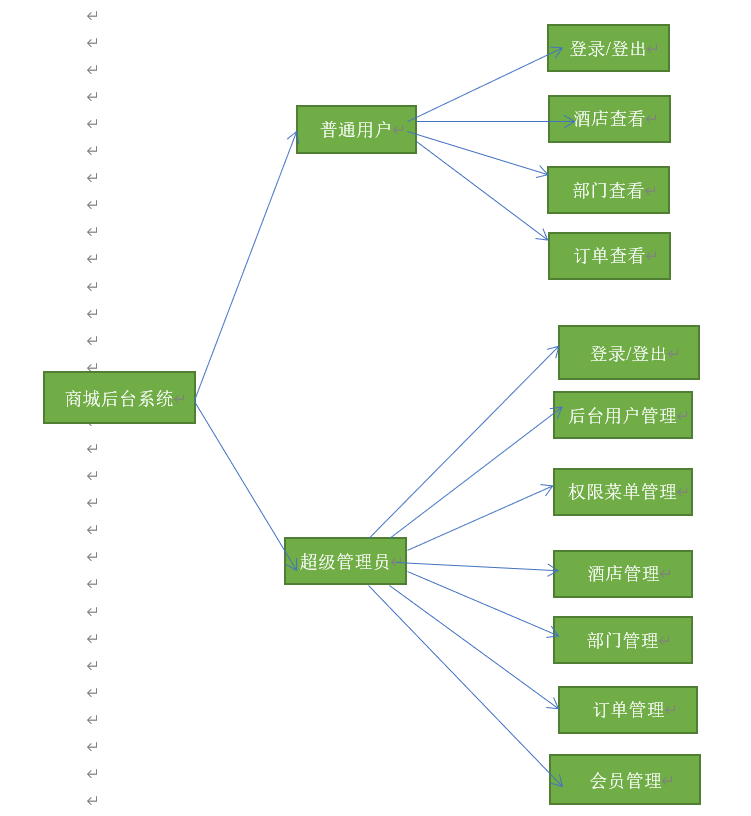 登录/登出
酒店查看
普通用户
部门查看
订单查看
商城后台系统
登录/登出
后台用户管理
权限菜单管理
超级管理员
酒店管理
部门管理
订单管理
会员管理